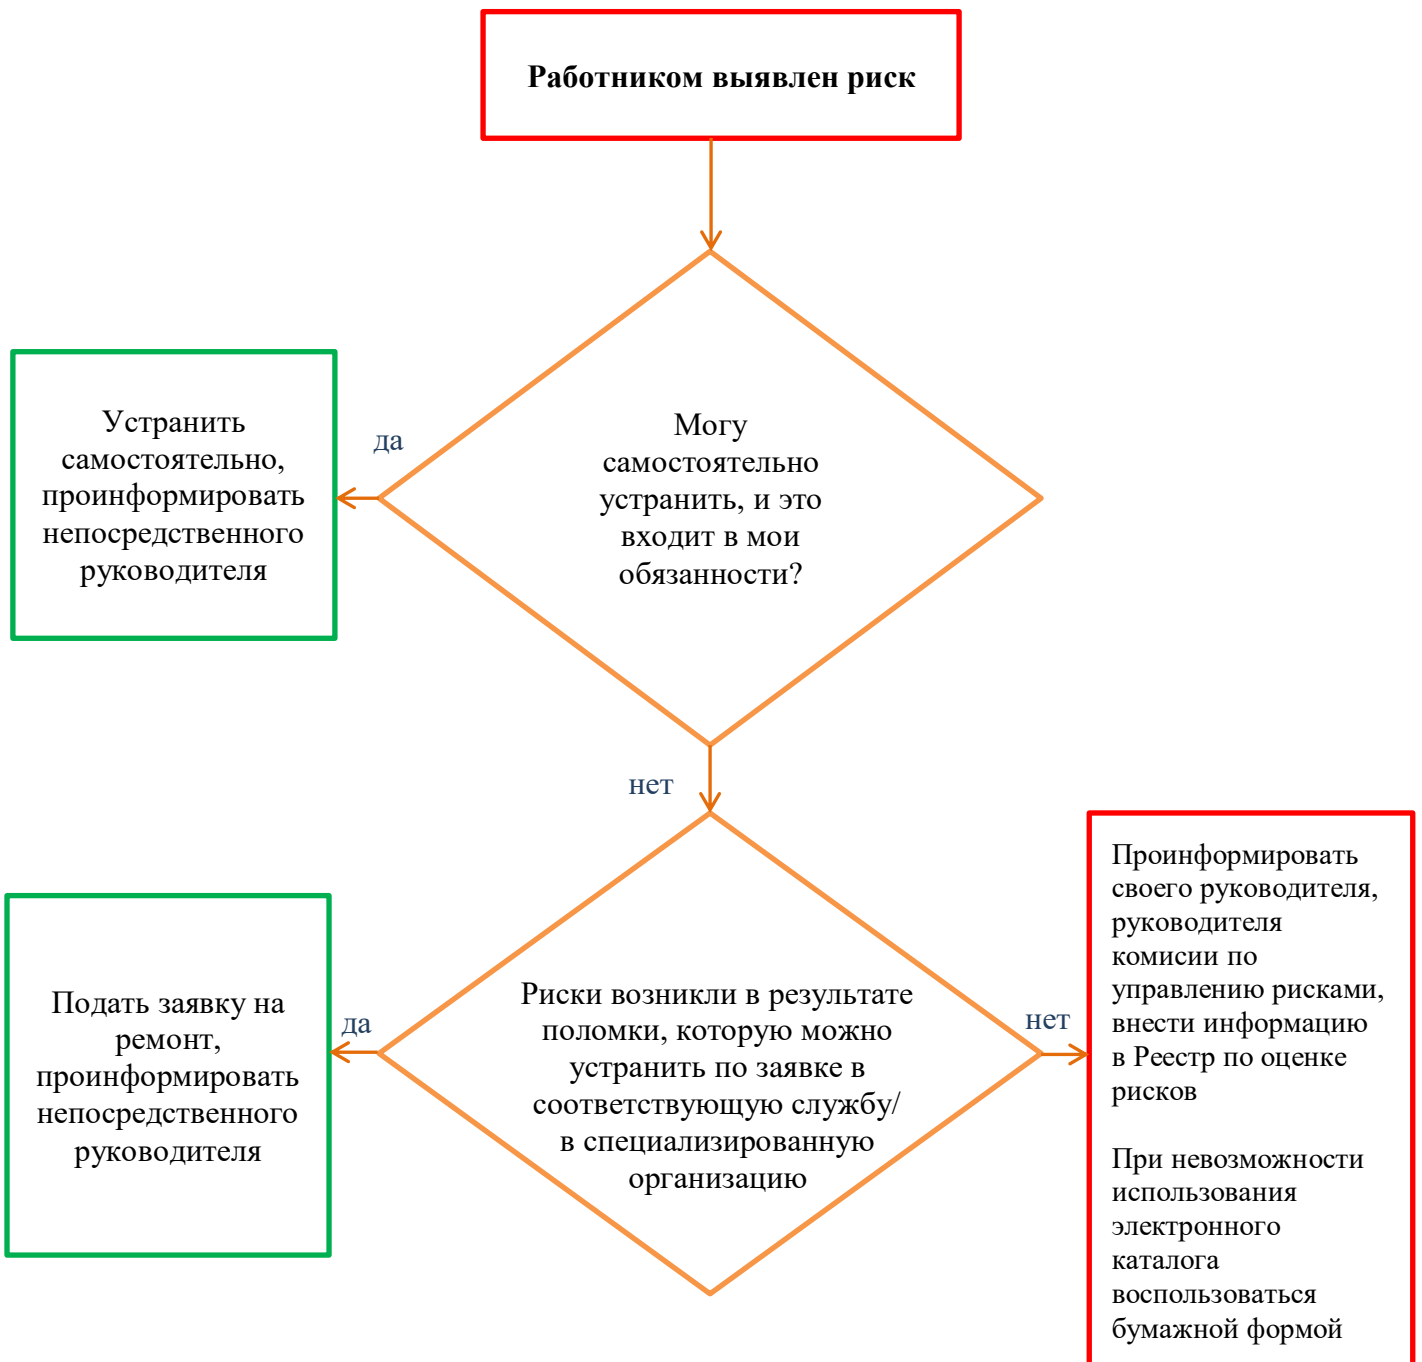 Работником выявлен риск
Могу
самостоятельно
устранить, и это
входит в мои
обязанности?
да
Устранить
самостоятельно,
проинформировать
непосредственного
руководителя
нет
Риски возникли в результате
поломки, которую можно
устранить по заявке в
соответствующую службу/
в специализированную
организацию
да
Подать заявку на
ремонт,
проинформировать
непосредственного
руководителя
нет
Проинформировать
своего руководителя,
руководителя
комисии по
управлению рисками,
внести информацию
в Реестр по оценке
рисков
При невозможности
использования
электронного
каталога
воспользоваться
бумажной формой